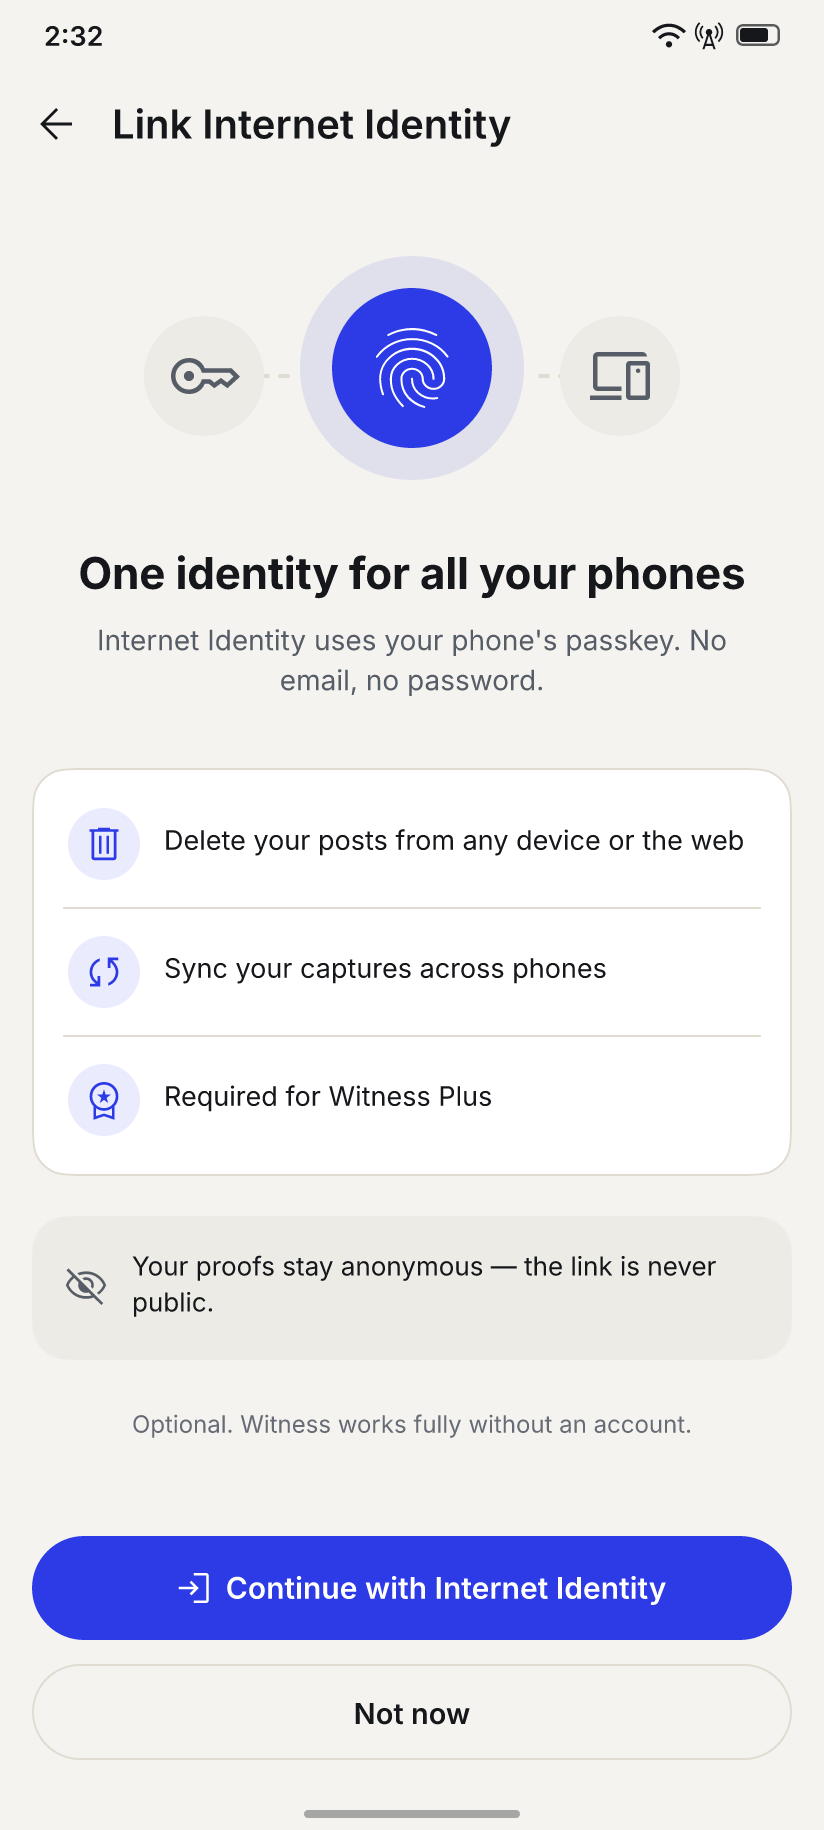 2:32
Link Internet Identity
One identity for all your phones
Internet Identity uses your phone's passkey. No
email, no password.
Delete your posts from any device or the web
Sync your captures across phones
Required for Witness Plus
Your proofs stay anonymous — the link is never
public.
Optional. Witness works fully without an account.
Continue with Internet Identity
Not now